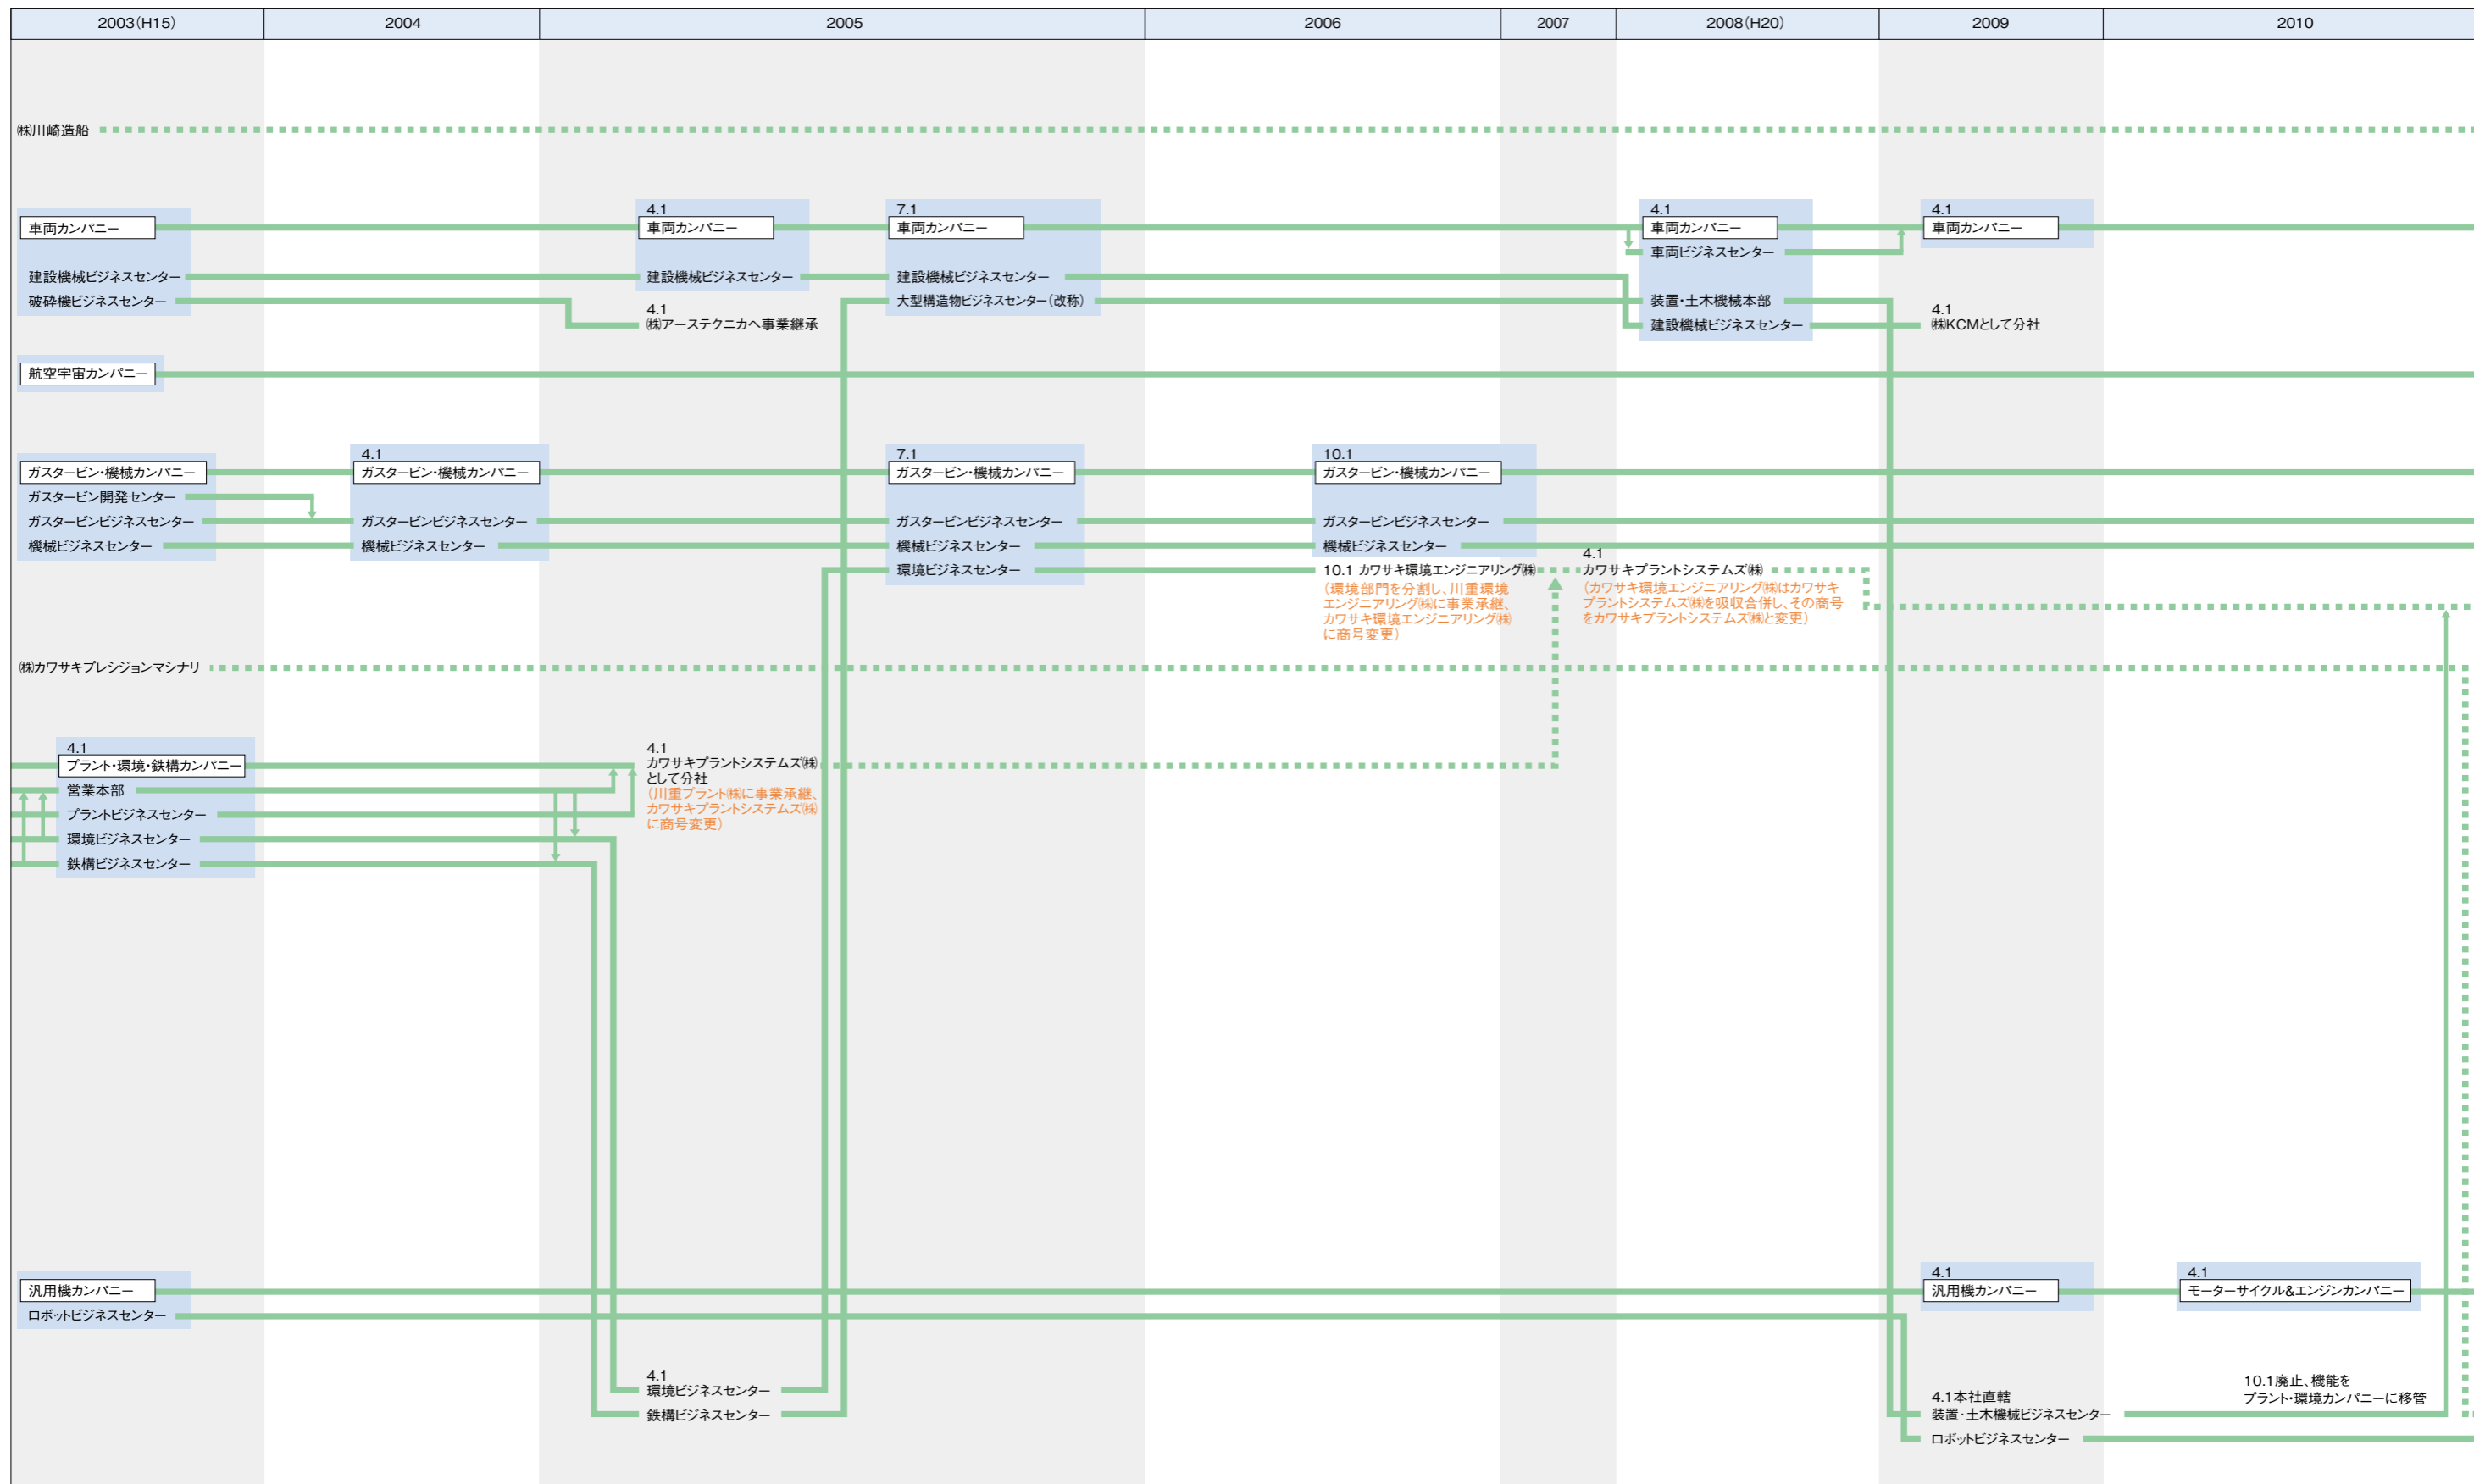 2003(H15)
2004
2005
2006
2007
2008(H20)
2009
2010
㈱川崎造船
車両カンパニー
建設機械ビジネスセンター
破砕機ビジネスセンター
4.1
車両カンパニー
建設機械ビジネスセンター
4.1
㈱アーステクニカへ事業継承
7.1
車両カンパニー
建設機械ビジネスセンター
大型構造物ビジネスセンター(改称)
4.1
車両カンパニー
車両ビジネスセンター
装置・土木機械本部
建設機械ビジネスセンター
4.1
車両カンパニー
4.1
㈱KCMとして分社
航空宇宙カンパニー
ガスタービン・機械カンパニー
ガスタービン開発センター
ガスタービンビジネスセンター
機械ビジネスセンター
4.1
ガスタービン・機械カンパニー
ガスタービンビジネスセンター
機械ビジネスセンター
7.1
ガスタービン・機械カンパニー
ガスタービンビジネスセンター
機械ビジネスセンター
環境ビジネスセンター
10.1
ガスタービン・機械カンパニー
ガスタービンビジネスセンター
機械ビジネスセンター
10.1 カワサキ環境エンジニアリング㈱
(環境部門を分割し、川重環境
エンジニアリング㈱に事業承継、
カワサキ環境エンジニアリング㈱
に商号変更)
4.1
カワサキプラントシステムズ㈱
(カワサキ環境エンジニアリング㈱はカワサキ
プラントシステムズ㈱を吸収合併し、その商号
をカワサキプラントシステムズ㈱と変更)
㈱カワサキプレシジョンマシナリ
4.1
プラント・環境・鉄構カンパニー
営業本部
プラントビジネスセンター
環境ビジネスセンター
鉄構ビジネスセンター
4.1
カワサキプラントシステムズ㈱
として分社
(川重プラント㈱に事業承継、
カワサキプラントシステムズ㈱
に商号変更)
汎用機カンパニー
ロボットビジネスセンター
4.1
汎用機カンパニー
4.1
モーターサイクル&エンジンカンパニー
4.1
環境ビジネスセンター
鉄構ビジネスセンター
4.1本社直轄
装置・土木機械ビジネスセンター
ロボットビジネスセンター
10.1廃止、機能を
プラント・環境カンパニーに移管